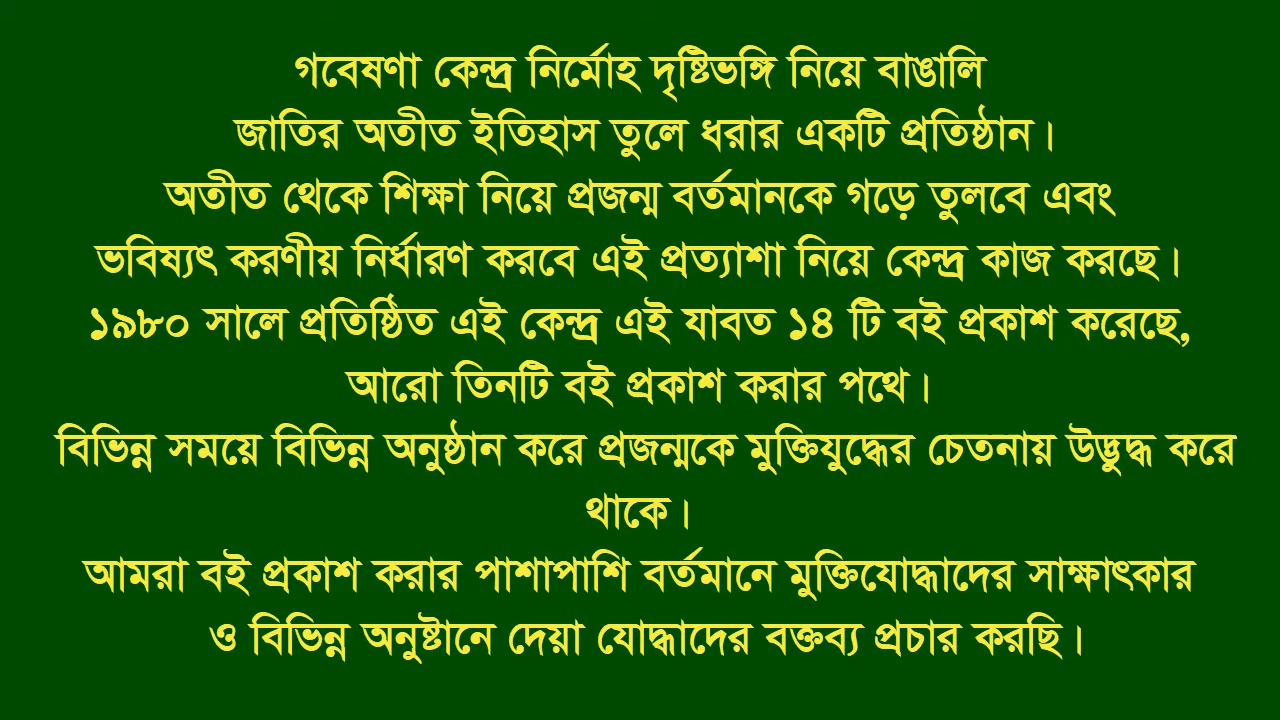 গবেষণা কেন্দ্র নির্মোহ দৃষ্টিভঙ্গি নিয়ে বাঙালি
জাতির অতীত ইতিহাস তুলে ধরার একটি প্রতিষ্ঠান।
অতীত থেকে শিক্ষা নিয়ে প্রজন্ম বর্তমানকে গড়ে তুলবে এবং
ভবিষ্যৎ করণীয় নির্ধারণ করবে এই প্রত্যাশা নিয়ে কেন্দ্র কাজ করছে।
১৯৮০ সালে প্রতিষ্ঠিত এই কেন্দ্র এই যাবত ১৪ টি বই প্রকাশ করেছে,
আরো তিনটি বই প্রকাশ করার পথে।
বিভিন্ন সময়ে বিভিন্ন অনুষ্ঠান করে প্রজন্মকে মুক্তিযুদ্ধের চেতনায় উদ্ভুদ্ধ করে
থাকে।
আমরা বই প্রকাশ করার পাশাপাশি বর্তমানে মুক্তিযোদ্ধাদের সাক্ষাৎকার
ও বিভিন্ন অনুষ্টানে দেয়া যোদ্ধাদের বক্তব্য প্রচার করছি।